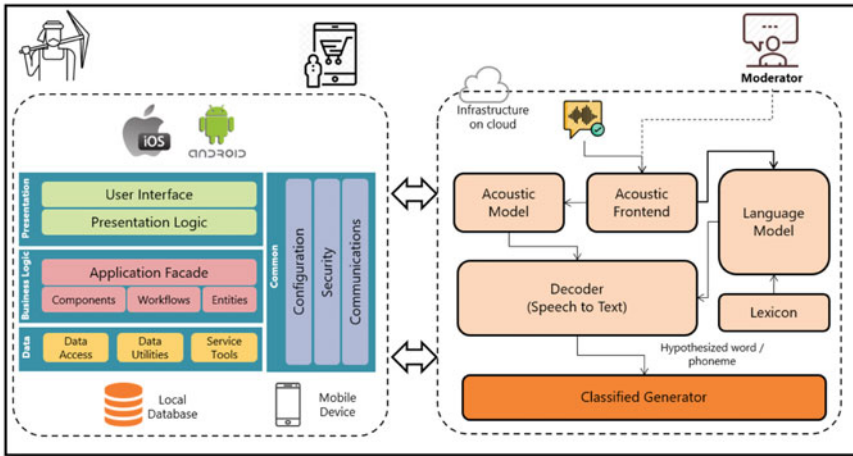 Moderator
Infrastructure
on cloud
iOS
ANDROID
Presentation
User Interface
Presentation Logic
Business Logic
Application Facade
Components
Workflows
Entities
Data
Data
Access
Data
Utilities
Service
Tools
Common
Configuration
Security
Communications
Local
Database
Mobile
Device
Acoustic
Model
Acoustic
Frontend
Language
Model
Decoder
(Speech to Text)
Lexicon
Hypothesized word /
phoneme
Classified Generator